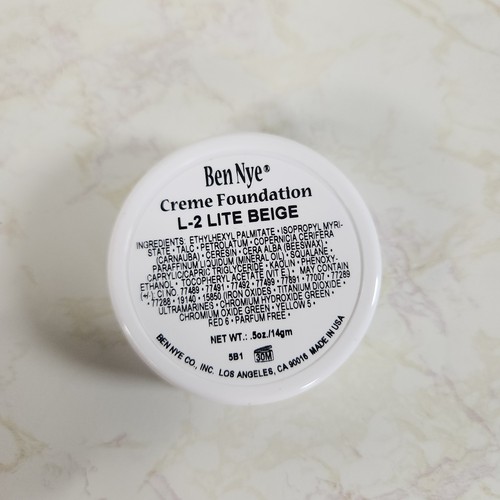 Ben Nye®
Creme Foundation
L-2 LITE BEIGE
INGREDIENTS: ETHYLHEXYL PALMITATE • ISOPROPYL MYRI-
STATE • TALC • PETROLATUM • COPERNICIA CERIFERA
(CARNAUBA) • CERESIN • CERA ALBA (BEESWAX) •
PARAFFINUM LIQUIDUM (MINERAL OIL) • SQUALANE •
CAPRYLIC/CAPRIC TRIGLYCERIDE • KAOLIN • PHENOXY-
ETHANOL • TOCOPHERYL ACETATE (VIT E.) • MAY CONTAIN
(+/-) CI NO 77489 • 77491 • 77492 • 77499 • 77891 • 77007 • 77289
• 77288 • 19140 • 15850 (IRON OXIDES • TITANIUM DIOXIDE •
ULTRAMARINES • CHROMIUM HYDROXIDE GREEN •
CHROMIUM OXIDE GREEN • YELLOW 5 •
RED 6 • PARFUM FREE •
NET WT.: .5oz./14gm
5B1 30M
BEN NYE CO., INC. LOS ANGELES, CA 90016 MADE IN USA